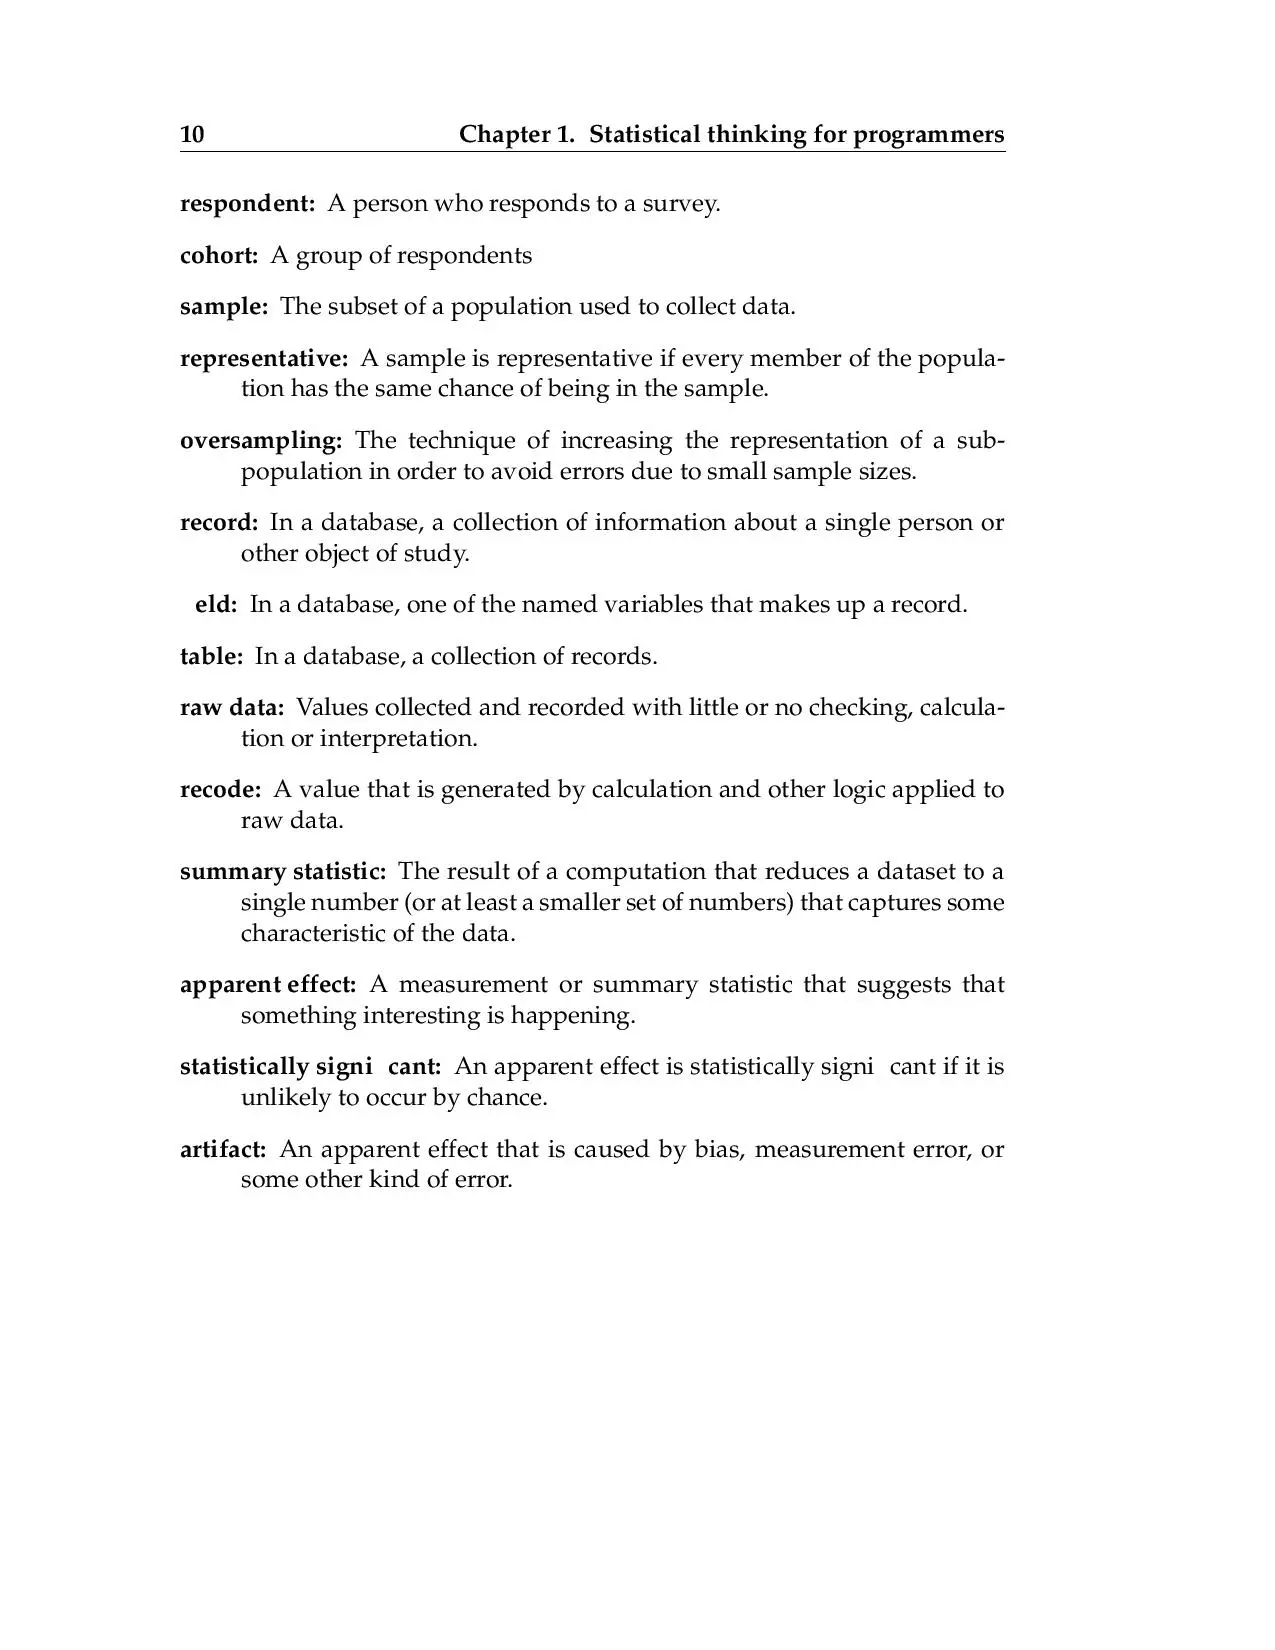 10 Chapter 1. Statistical thinking for programmers
respondent: A person who responds to a survey.
cohort: A group of respondents
sample: The subset of a population used to collect data.
representative: A sample is representative if every member of the popula-
tion has the same chance of being in the sample.
oversampling: The technique of increasing the representation of a sub-
population in order to avoid errors due to small sample sizes.
record: In a database, a collection of information about a single person or
other object of study.
eld: In a database, one of the named variables that makes up a record.
table: In a database, a collection of records.
raw data: Values collected and recorded with little or no checking, calcula-
tion or interpretation.
recode: A value that is generated by calculation and other logic applied to
raw data.
summary statistic: The result of a computation that reduces a dataset to a
single number (or at least a smaller set of numbers) that captures some
characteristic of the data.
apparent effect: A measurement or summary statistic that suggests that
something interesting is happening.
statistically signi cant: An apparent effect is statistically signi cant if it is
unlikely to occur by chance.
artifact: An apparent effect that is caused by bias, measurement error, or
some other kind of error.